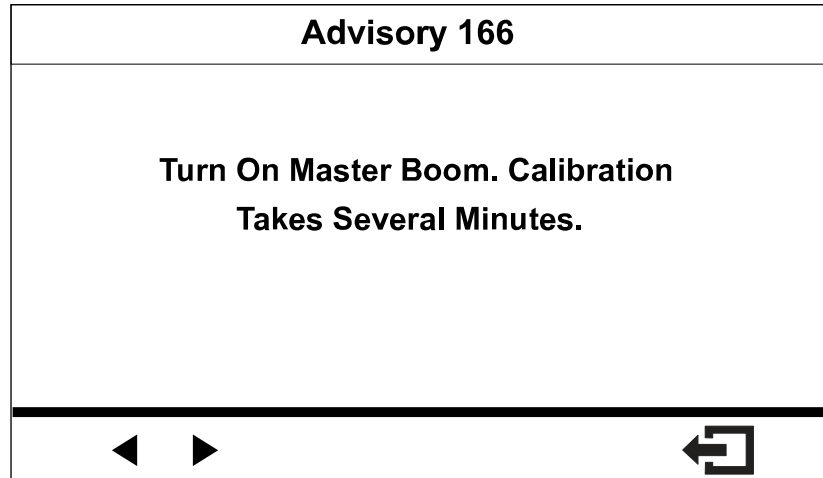 Advisory 166
Turn On Master Boom. Calibration
Takes Several Minutes.